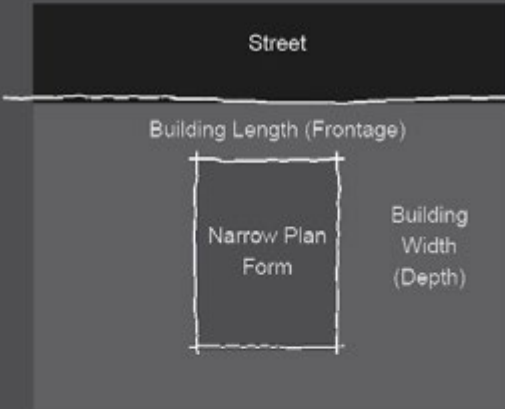 Street
Building Length (Frontage)
Narrow Plan
Form
Building
Width
(Depth)